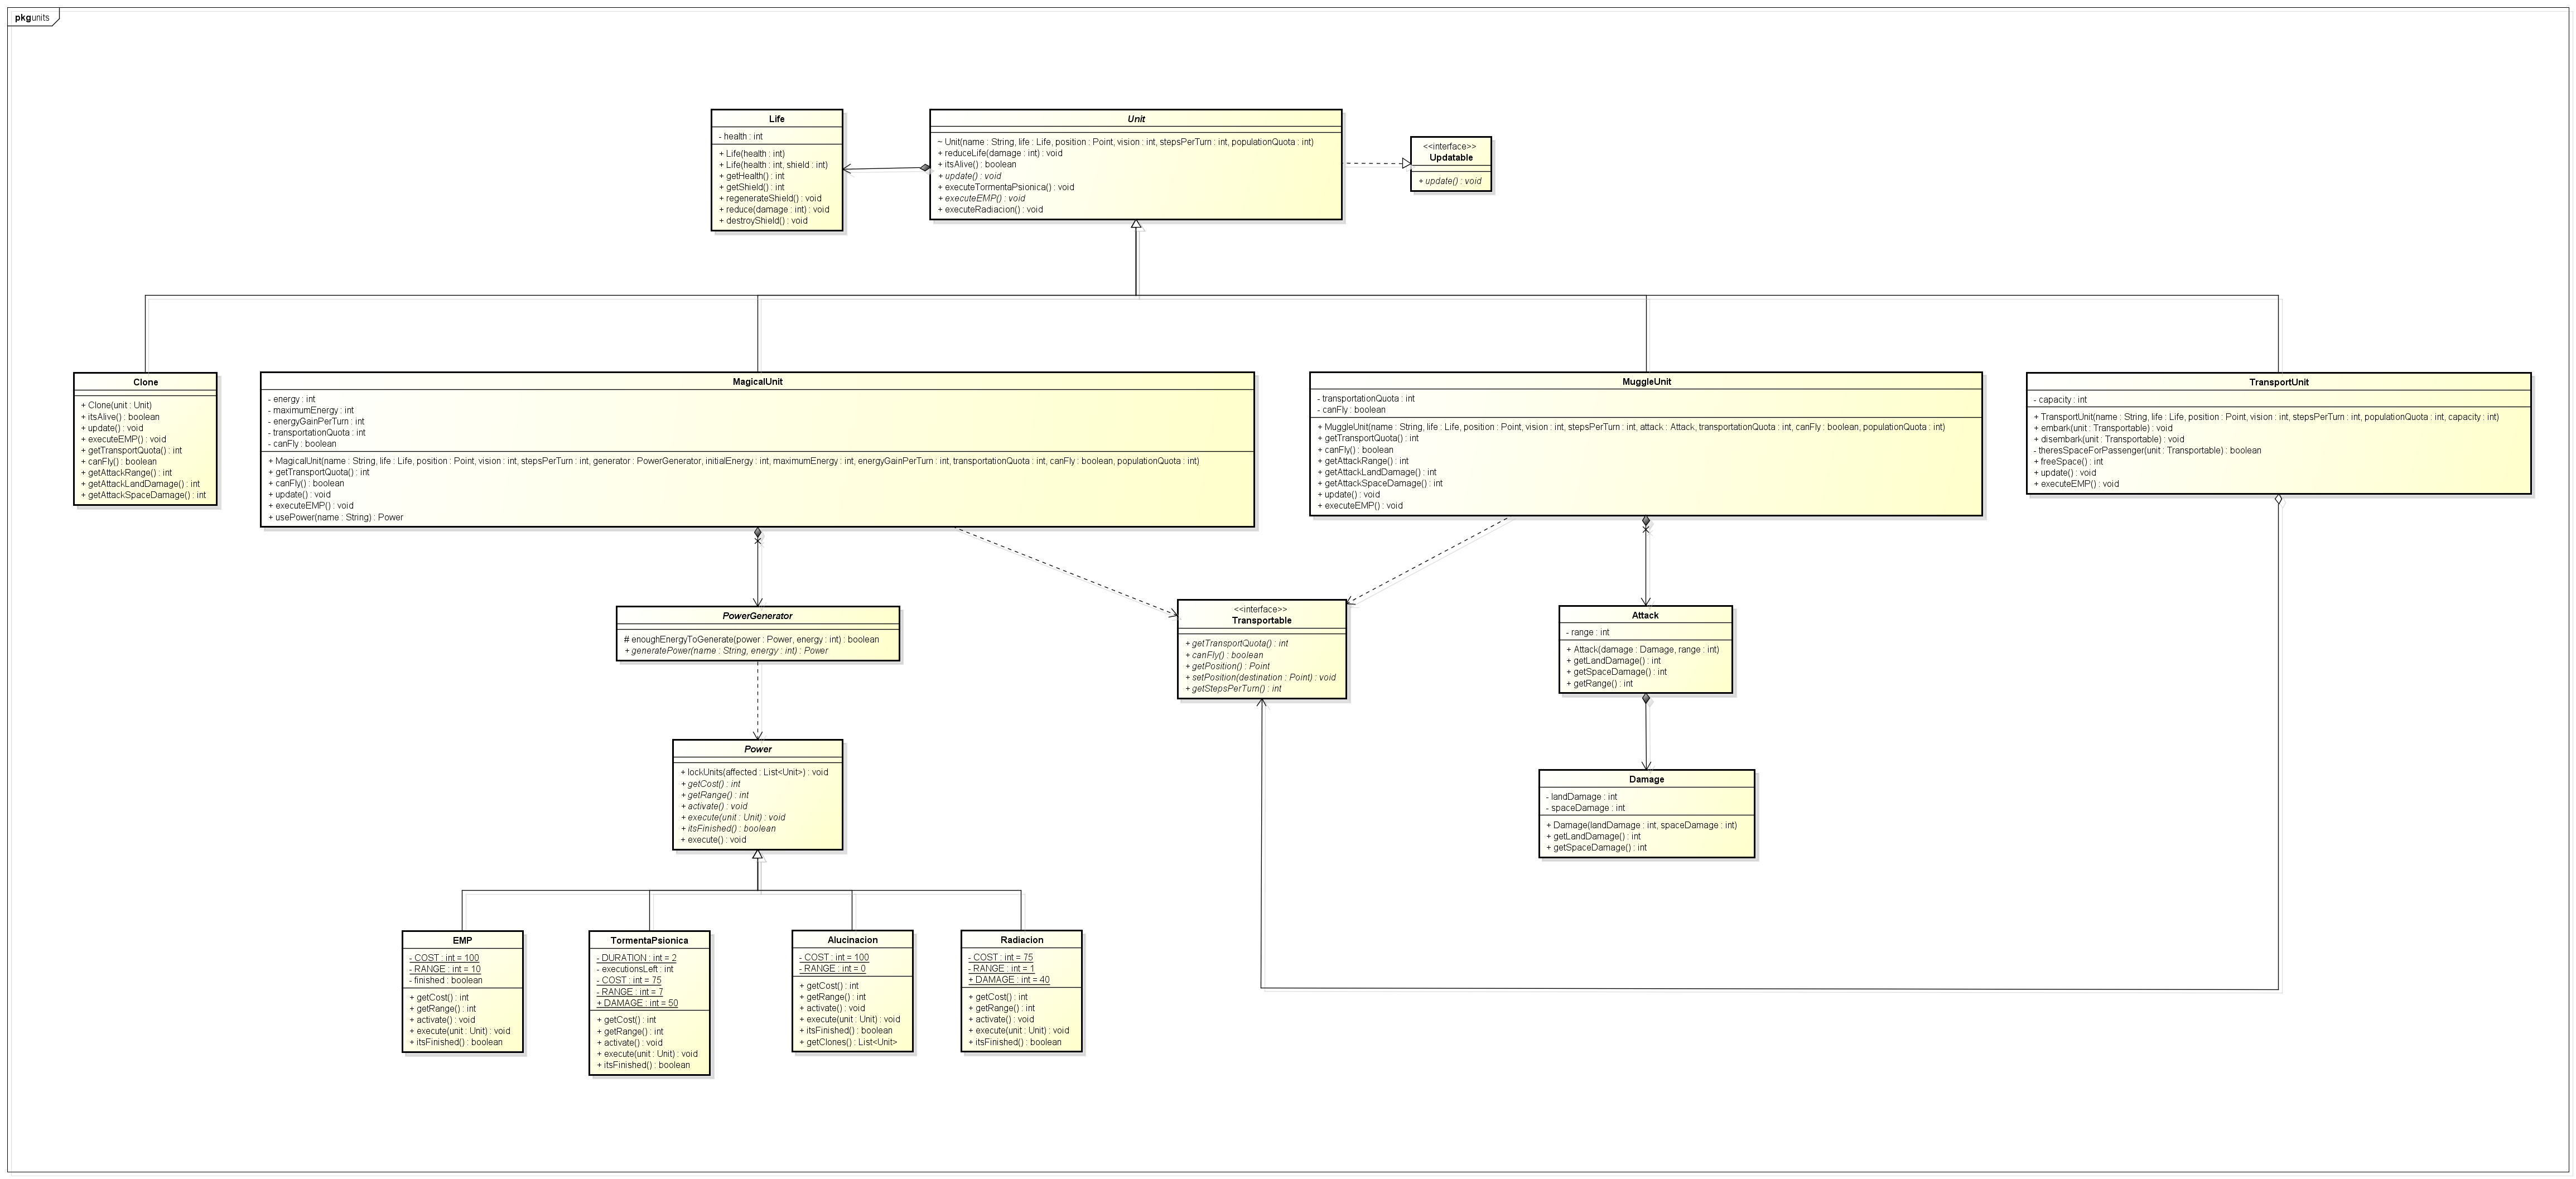 pkg units
Life
- health : int
+ Life(health : int)
+ Life(health : int, shield : int)
+ getHealth() : int
+ getShield() : int
+ regenerateShield() : void
+ reduce(damage : int) : void
+ destroyShield() : void
Unit
~ Unit(name : String, life : Life, position : Point, vision : int, stepsPerTurn : int, populationQuota : int)
+ reduceLife(damage : int) : void
+ itsAlive() : boolean
+ update() : void
+ executeTormentaPsionica() : void
+ executeEMP() : void
+ executeRadiacion() : void
<<interface>>
Updatable
+ update() : void
Clone
+ Clone(unit : Unit)
+ itsAlive() : boolean
+ update() : void
+ executeEMP() : void
+ getTransportQuota() : int
+ canFly() : boolean
+ getAttackRange() : int
+ getAttackLandDamage() : int
+ getAttackSpaceDamage() : int
MagicalUnit
- energy : int
- maximumEnergy : int
- energyGainPerTurn : int
- transportationQuota : int
- canFly : boolean
+ MagicalUnit(name : String, life : Life, position : Point, vision : int, stepsPerTurn : int, generator : PowerGenerator, initialEnergy : int, maximumEnergy : int, energyGainPerTurn : int, transportationQuota : int, canFly : boolean, populationQuota : int)
+ getTransportQuota() : int
+ canFly() : boolean
+ update() : void
+ executeEMP() : void
+ usePower(name : String) : Power
MuggleUnit
- transportationQuota : int
- canFly : boolean
+ MuggleUnit(name : String, life : Life, position : Point, vision : int, stepsPerTurn : int, attack : Attack, transportationQuota : int, canFly : boolean, populationQuota : int)
+ getTransportQuota() : int
+ canFly() : boolean
+ getAttackRange() : int
+ getAttackLandDamage() : int
+ getAttackSpaceDamage() : int
+ update() : void
+ executeEMP() : void
TransportUnit
- capacity : int
+ TransportUnit(name : String, life : Life, position : Point, vision : int, stepsPerTurn : int, populationQuota : int, capacity : int)
+ embark(unit : Transportable) : void
+ disembark(unit : Transportable) : void
- theresSpaceForPassenger(unit : Transportable) : boolean
+ freeSpace() : int
+ update() : void
+ executeEMP() : void
PowerGenerator
# enoughEnergyToGenerate(power : Power, energy : int) : boolean
+ generatePower(name : String, energy : int) : Power
<<interface>>
Transportable
+ getTransportQuota() : int
+ canFly() : boolean
+ getPosition() : Point
+ setPosition(destination : Point) : void
+ getStepsPerTurn() : int
Attack
- range : int
+ Attack(damage : Damage, range : int)
+ getLandDamage() : int
+ getSpaceDamage() : int
+ getRange() : int
Power
+ lockUnits(affected : List<Unit>) : void
+ getCost() : int
+ getRange() : int
+ activate() : void
+ execute(unit : Unit) : void
+ itsFinished() : boolean
+ execute() : void
Damage
- landDamage : int
- spaceDamage : int
+ Damage(landDamage : int, spaceDamage : int)
+ getLandDamage() : int
+ getSpaceDamage() : int
EMP
- COST : int = 100
- RANGE : int = 10
- finished : boolean
+ getCost() : int
+ getRange() : int
+ activate() : void
+ execute(unit : Unit) : void
+ itsFinished() : boolean
TormentaPsionica
- DURATION : int = 2
- executionsLeft : int
- COST : int = 75
- RANGE : int = 7
+ DAMAGE : int = 50
+ getCost() : int
+ getRange() : int
+ activate() : void
+ execute(unit : Unit) : void
+ itsFinished() : boolean
Alucinacion
- COST : int = 100
- RANGE : int = 0
+ getCost() : int
+ getRange() : int
+ activate() : void
+ execute(unit : Unit) : void
+ itsFinished() : boolean
+ getClones() : List<Unit>
Radiacion
- COST : int = 75
- RANGE : int = 1
+ DAMAGE : int = 40
+ getCost() : int
+ getRange() : int
+ activate() : void
+ execute(unit : Unit) : void
+ itsFinished() : boolean